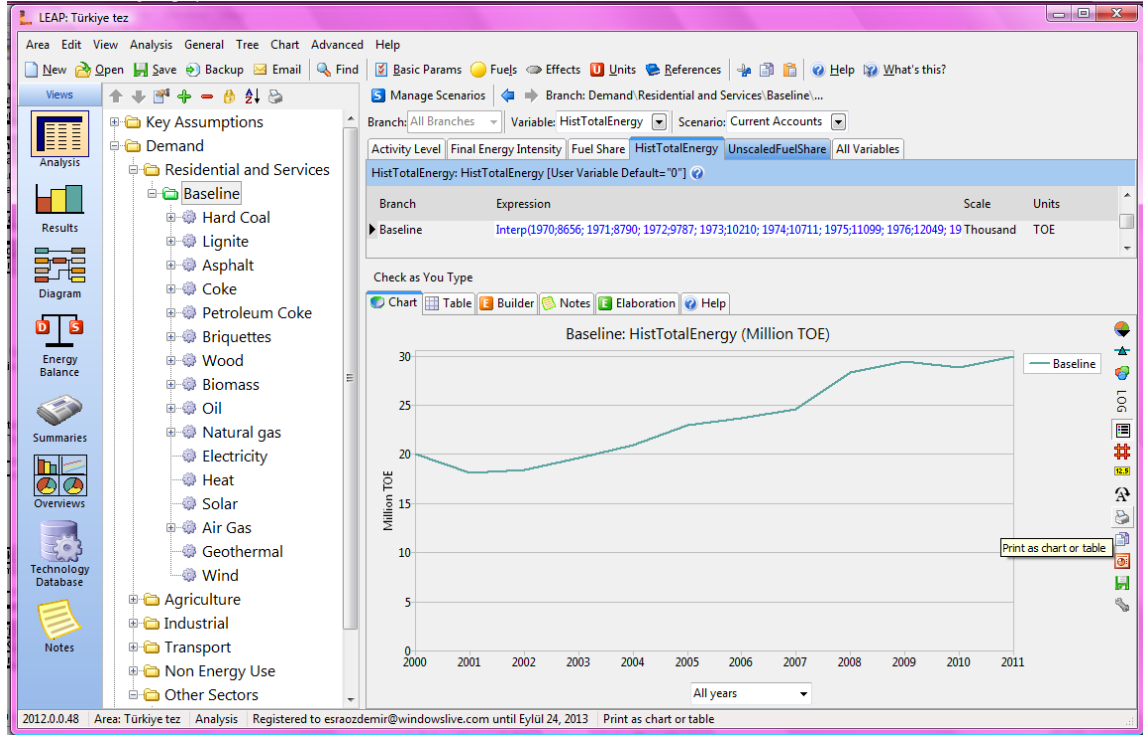 LEAP: Türkiye tez
Area Edit View Analysis General Tree Chart Advanced Help
New Open Save Backup Email Find Basic Params Fuels Effects Units References Help What's this?
Views
Analysis
Results
Diagram
Energy
Balance
Summaries
Overviews
Technology
Database
Notes
Key Assumptions
Demand
Residential and Services
Baseline
Hard Coal
Lignite
Asphalt
Coke
Petroleum Coke
Briquettes
Wood
Biomass
Oil
Natural gas
Electricity
Heat
Solar
Air Gas
Geothermal
Wind
Agriculture
Industrial
Transport
Non Energy Use
Other Sectors
S Manage Scenarios Branch: Demand\Residential and Services\Baseline\...
Branch: All Branches Variable: HistTotalEnergy Scenario: Current Accounts
Activity Level Final Energy Intensity Fuel Share HistTotalEnergy UnscaledFuelShare All Variables
HistTotalEnergy: HistTotalEnergy [User Variable Default="0"]
Branch Expression Scale Units
Baseline Interp(1970;8656; 1971;8790; 1972;9787; 1973;10210; 1974;10711; 1975;11099; 1976;12049; 19 Thousand TOE
Check as You Type
Chart Table Builder Notes Elaboration Help
Baseline: HistTotalEnergy (Million TOE)
Baseline
LOG
12.5
Million TOE
30
25
20
15
10
5
0
Print as chart or table
2000 2001 2002 2003 2004 2005 2006 2007 2008 2009 2010 2011
All years
2012.0.0.48 Area: Türkiye tez Analysis Registered to esraozdemir@windowslive.com until Eylül 24, 2013 Print as chart or table